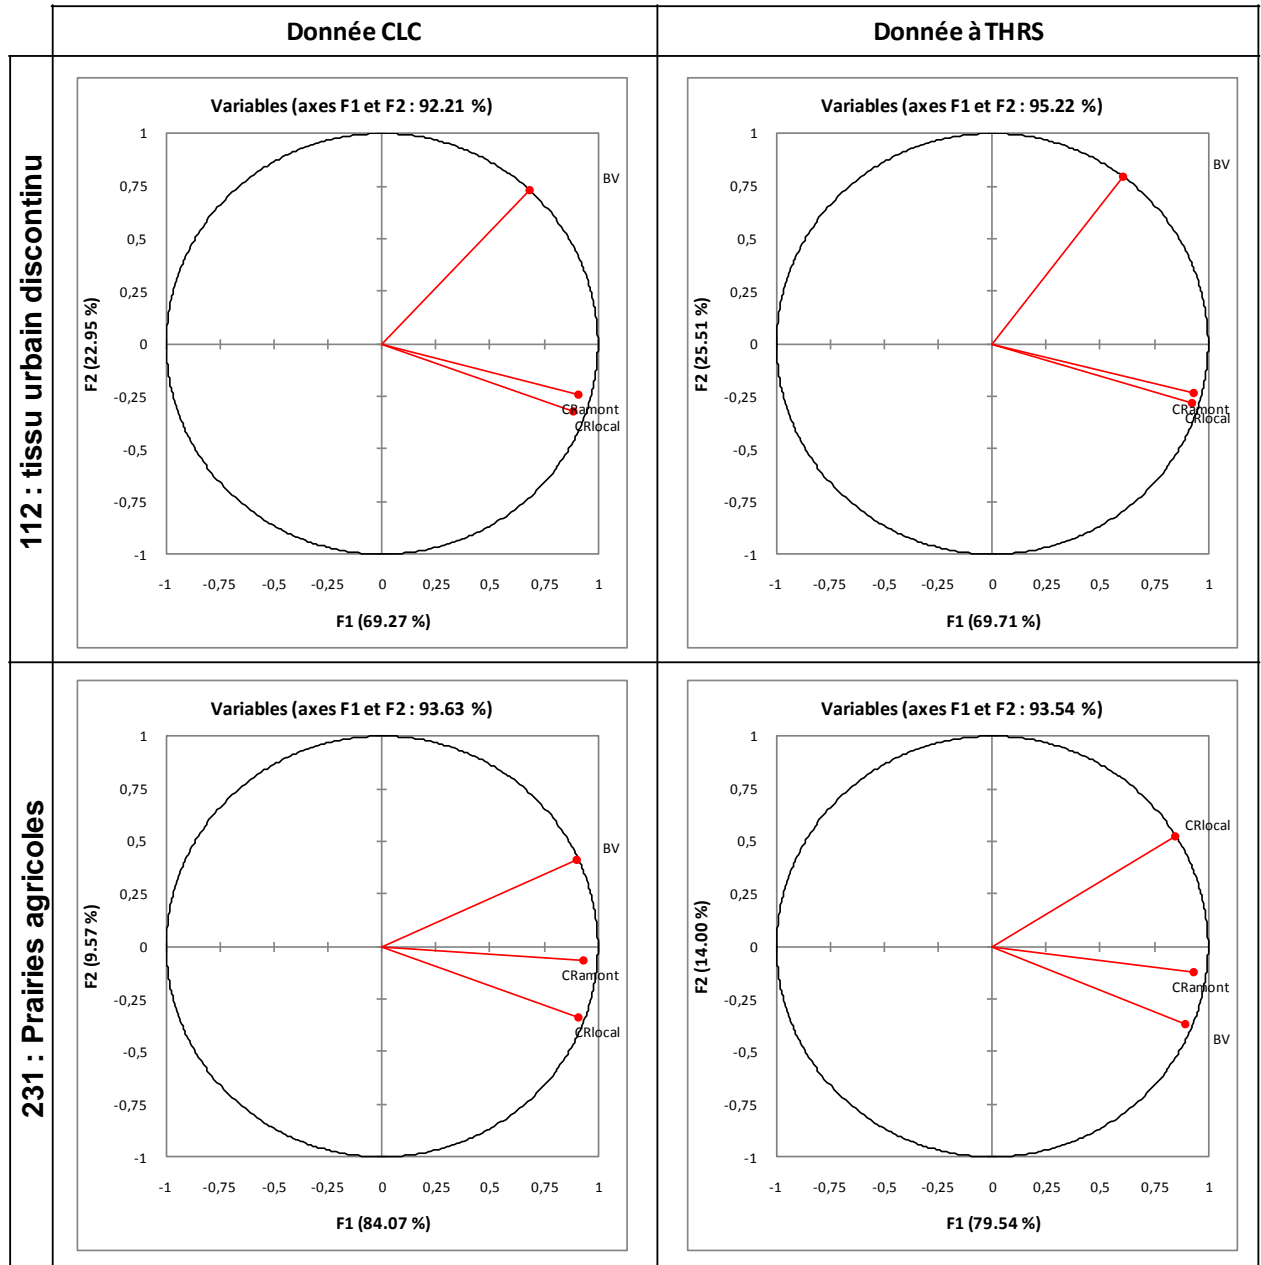 Donnée CLC
Donnée à THRS
112 : tissu urbain discontinu
Variables (axes F1 et F2 : 92.21 %)
1
0,75
0,5
0,25
0
-0,25
-0,5
-0,75
-1
F2 (22.95 %)
BV
CRamont
CRlocal
-1 -0,75 -0,5 -0,25 0 0,25 0,5 0,75 1
F1 (69.27 %)
Variables (axes F1 et F2 : 95.22 %)
1
0,75
0,5
0,25
0
-0,25
-0,5
-0,75
-1
F2 (25.51 %)
BV
CRamont
CRlocal
-1 -0,75 -0,5 -0,25 0 0,25 0,5 0,75 1
F1 (69.71 %)
231 : Prairies agricoles
Variables (axes F1 et F2 : 93.63 %)
1
0,75
0,5
0,25
0
-0,25
-0,5
-0,75
-1
F2 (9.57 %)
BV
CRamont
CRlocal
-1 -0,75 -0,5 -0,25 0 0,25 0,5 0,75 1
F1 (84.07 %)
Variables (axes F1 et F2 : 93.54 %)
1
0,75
0,5
0,25
0
-0,25
-0,5
-0,75
-1
F2 (14.00 %)
CRlocal
CRamont
BV
-1 -0,75 -0,5 -0,25 0 0,25 0,5 0,75 1
F1 (79.54 %)